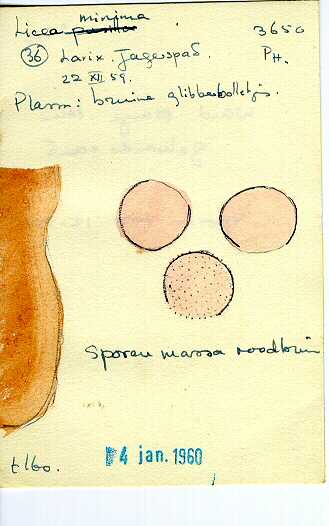 minima
Licea pusilla 3650
36 Larix. Jagerspad. PH.
22 XII 59.
Plasm: bruine glibberbolletjes.
Sporen massa roodbruin
t160.
4 jan. 1960